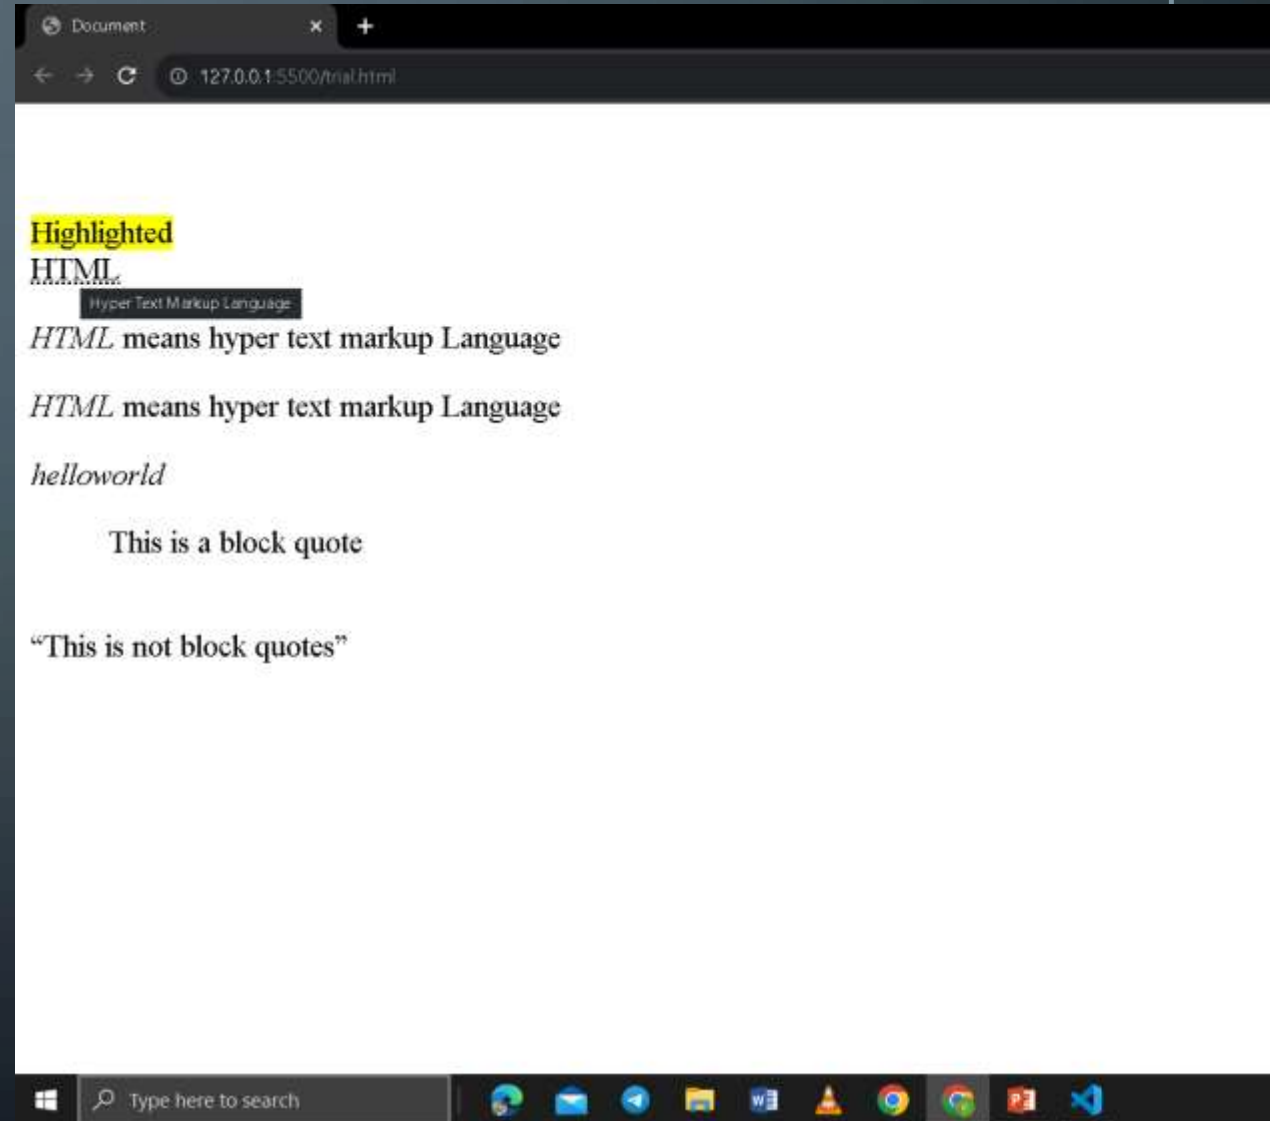 Document
127.0.0.1:5500/trial.html
Highlighted
HTML
Hyper Text Markup Language
HTML means hyper text markup Language
HTML means hyper text markup Language
helloworld
This is a block quote
“This is not block quotes”
Type here to search